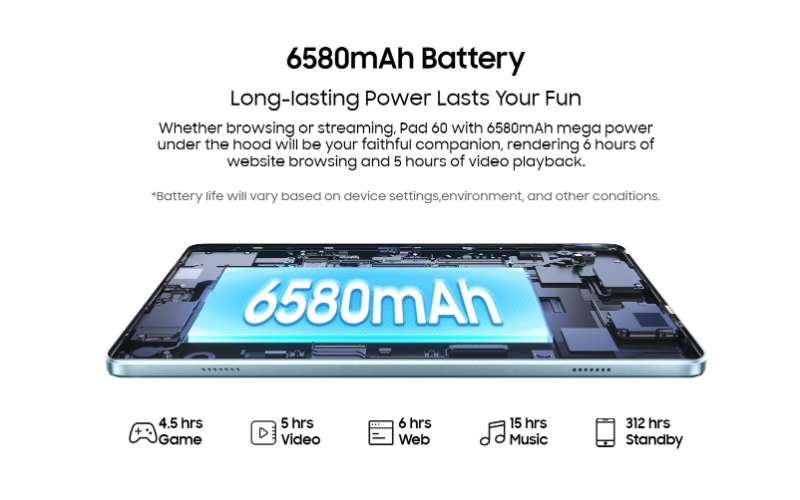 6580mAh Battery
Long-lasting Power Lasts Your Fun
Whether browsing or streaming, Pad 60 with 6580mAh mega power
under the hood will be your faithful companion, rendering 6 hours of
website browsing and 5 hours of video playback.
*Battery life will vary based on device settings,environment, and other conditions.
6580mAh
4.5 hrs
Game
5 hrs
Video
6 hrs
Web
15 hrs
Music
312 hrs
Standby